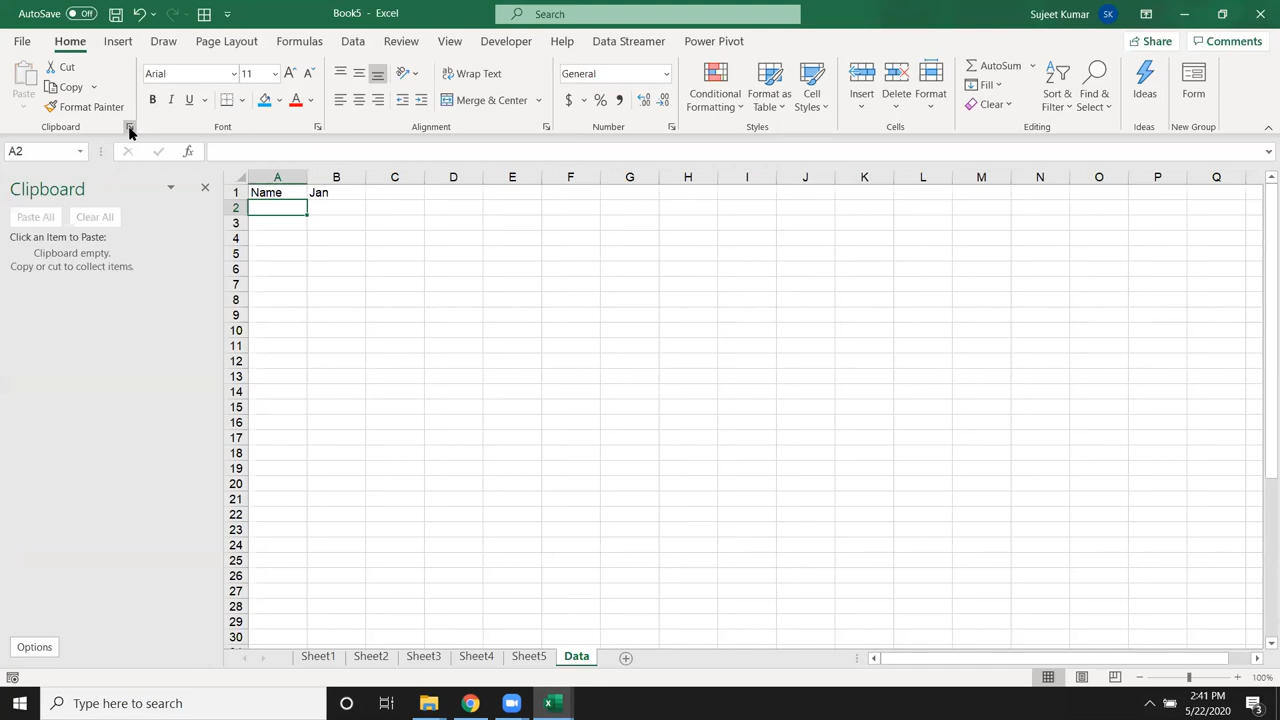 AutoSave Off Book5 - Excel Search Sujeet Kumar SK
File Home Insert Draw Page Layout Formulas Data Review View Developer Help Data Streamer Power Pivot Share Comments
Paste Cut Copy Format Painter
Arial 11
B I U A
Wrap Text
Merge & Center
General
$ % ,
Conditional Formatting Format as Table Cell Styles
Insert Delete Format
AutoSum Fill Clear
Sort & Filter Find & Select
Ideas Form
Clipboard Font Alignment Number Styles Cells Editing Ideas New Group
A2 fx
Clipboard
Paste All Clear All
Click an Item to Paste:
Clipboard empty.
Copy or cut to collect items.
Options
A B C D E F G H I J K L M N O P Q
1 Name Jan
2
3
4
5
6
7
8
9
10
11
12
13
14
15
16
17
18
19
20
21
22
23
24
25
26
27
28
29
30
Sheet1 Sheet2 Sheet3 Sheet4 Sheet5 Data
100%
Type here to search
2:41 PM
5/22/2020
3